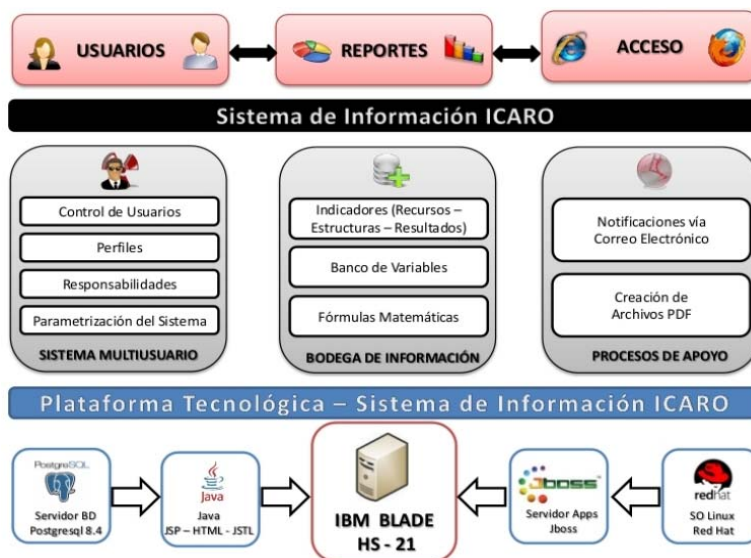 USUARIOS
REPORTES
ACCESO
Sistema de Información ICARO
Control de Usuarios
Perfiles
Responsabilidades
Parametrización del Sistema
SISTEMA MULTIUSUARIO
Indicadores (Recursos –
Estructuras – Resultados)
Banco de Variables
Fórmulas Matemáticas
BODEGA DE INFORMACIÓN
Notificaciones vía
Correo Electrónico
Creación de
Archivos PDF
PROCESOS DE APOYO
Plataforma Tecnológica – Sistema de Información ICARO
PostgreSQL
Servidor BD
Postgresql 8.4
Java
Java
JSP – HTML - JSTL
IBM BLADE
HS - 21
Jboss
Servidor Apps
Jboss
redhat
SO Linux
Red Hat